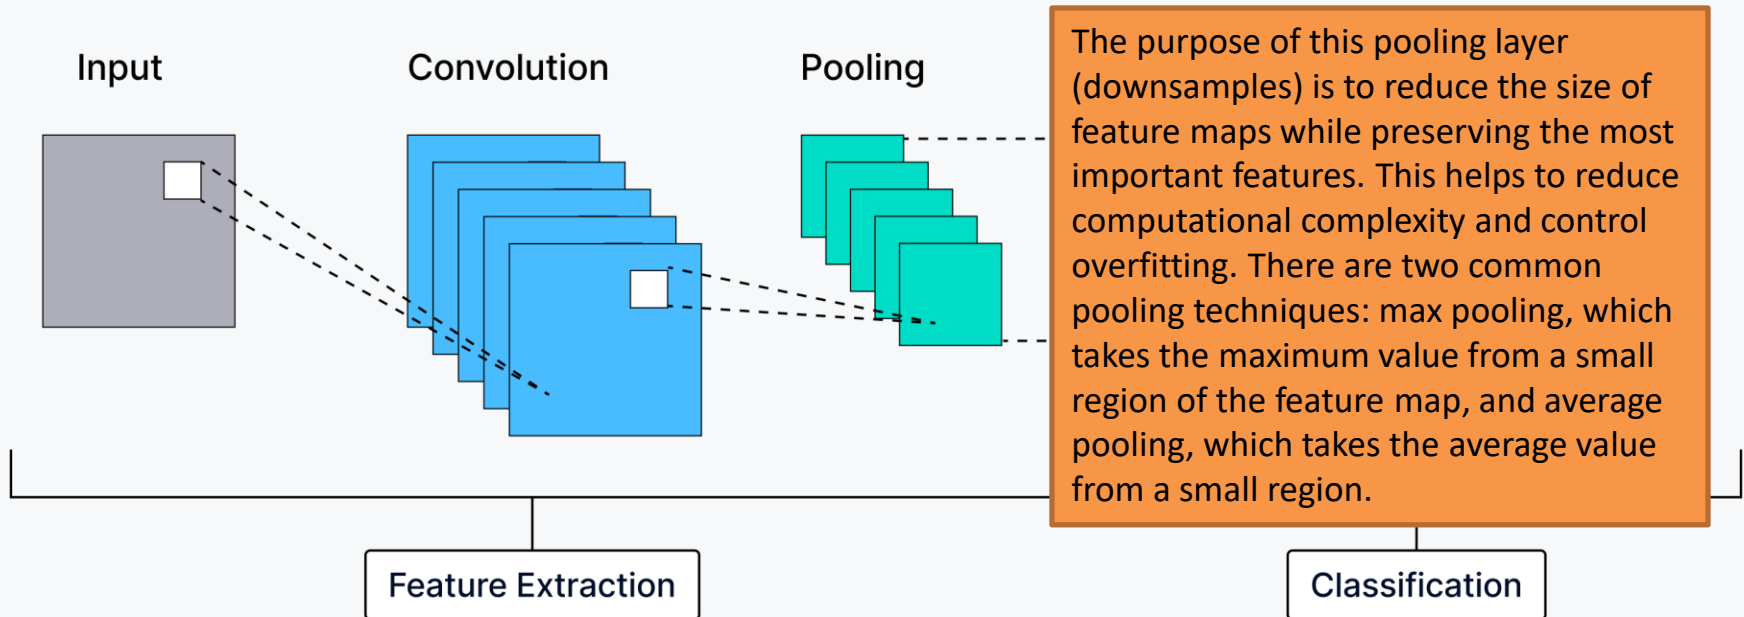 Input
Convolution
Pooling
The purpose of this pooling layer
(downsamples) is to reduce the size of
feature maps while preserving the most
important features. This helps to reduce
computational complexity and control
overfitting. There are two common
pooling techniques: max pooling, which
takes the maximum value from a small
region of the feature map, and average
pooling, which takes the average value
from a small region.
Feature Extraction
Classification